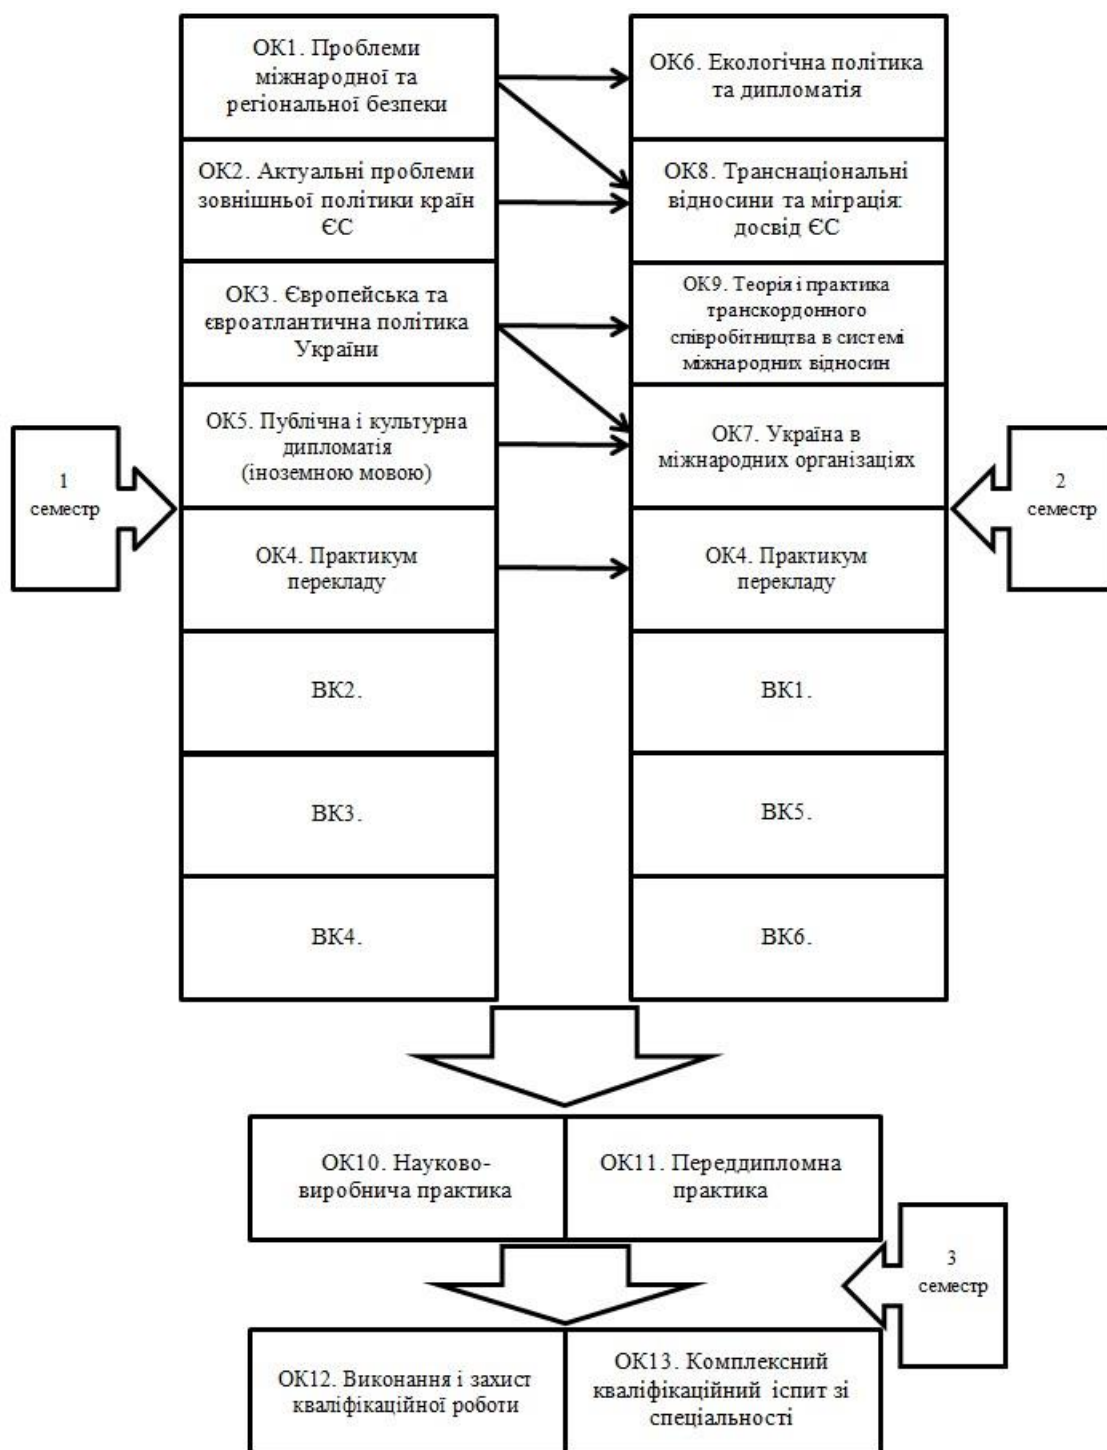 ОК1. Проблеми
міжнародної та
регіональної безпеки
ОК6. Екологічна політика
та дипломатія
ОК2. Актуальні проблеми
зовнішньої політики країн
ЄС
ОК8. Транснаціональні
відносини та міграція:
досвід ЄС
ОК3. Європейська та
євроатлантична політика
України
ОК9. Теорія і практика
транскордонного
співробітництва в системі
міжнародних відносин
1
семестр
ОК5. Публічна і культурна
дипломатія
(іноземною мовою)
ОК7. Україна в
міжнародних організаціях
2
семестр
ОК4. Практикум
перекладу
ОК4. Практикум
перекладу
ВК2.
ВК1.
ВК3.
ВК5.
ВК4.
ВК6.
ОК10. Науково-
виробнича практика
ОК11. Переддипломна
практика
3
семестр
ОК12. Виконання і захист
кваліфікаційної роботи
ОК13. Комплексний
кваліфікаційний іспит зі
спеціальності